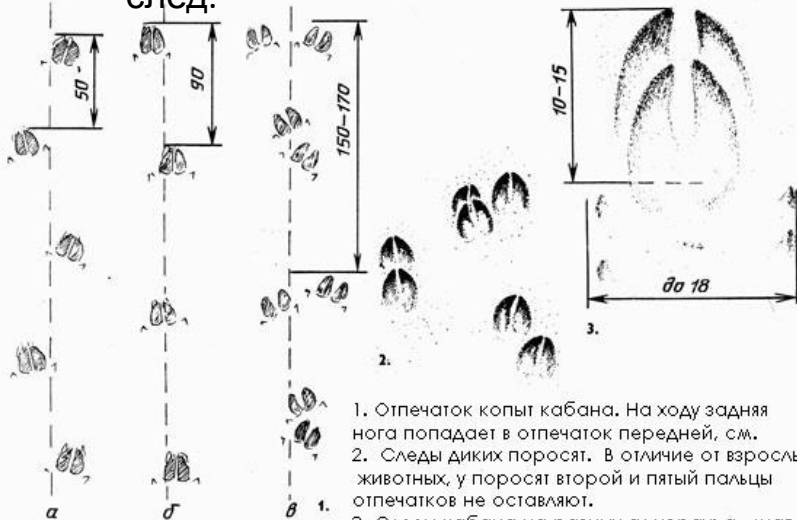 след.
50
90
150–170
10–15
до 18
2.
3.
а
б
в
1.
1. Отпечаток копыт кабана. На ходу задняя
нога попадает в отпечаток передней, см.
2. Следы диких поросят. В отличие от
животных, у поросят второй и пятый пальцы
отпечатков не оставляют.